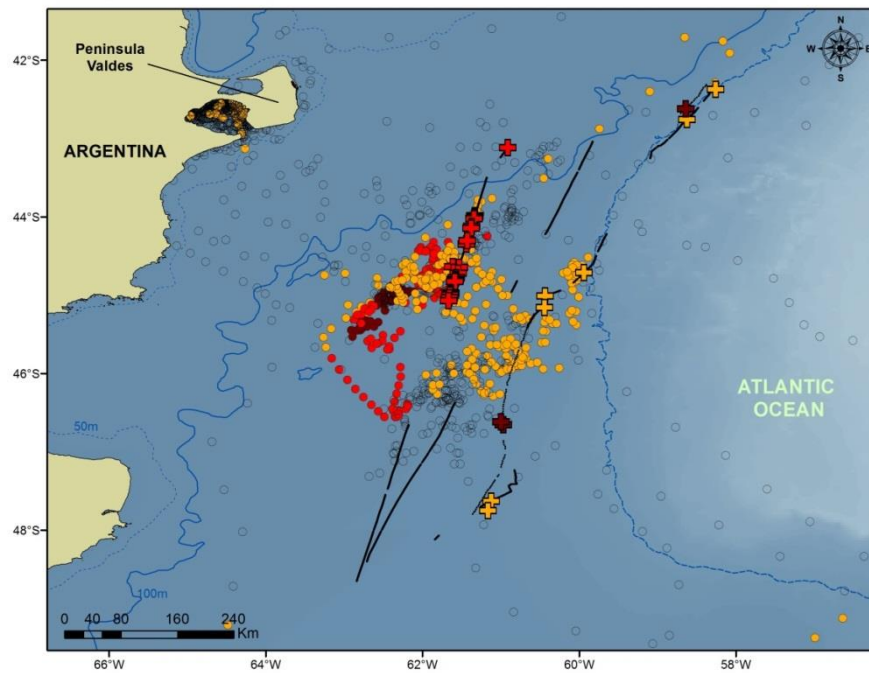 N
W E
S
42°S
Peninsula
Valdes
ARGENTINA
44°S
46°S
ATLANTIC
OCEAN
50m
48°S
100m
0 40 80 160 240
Km
66°W 64°W 62°W 60°W 58°W